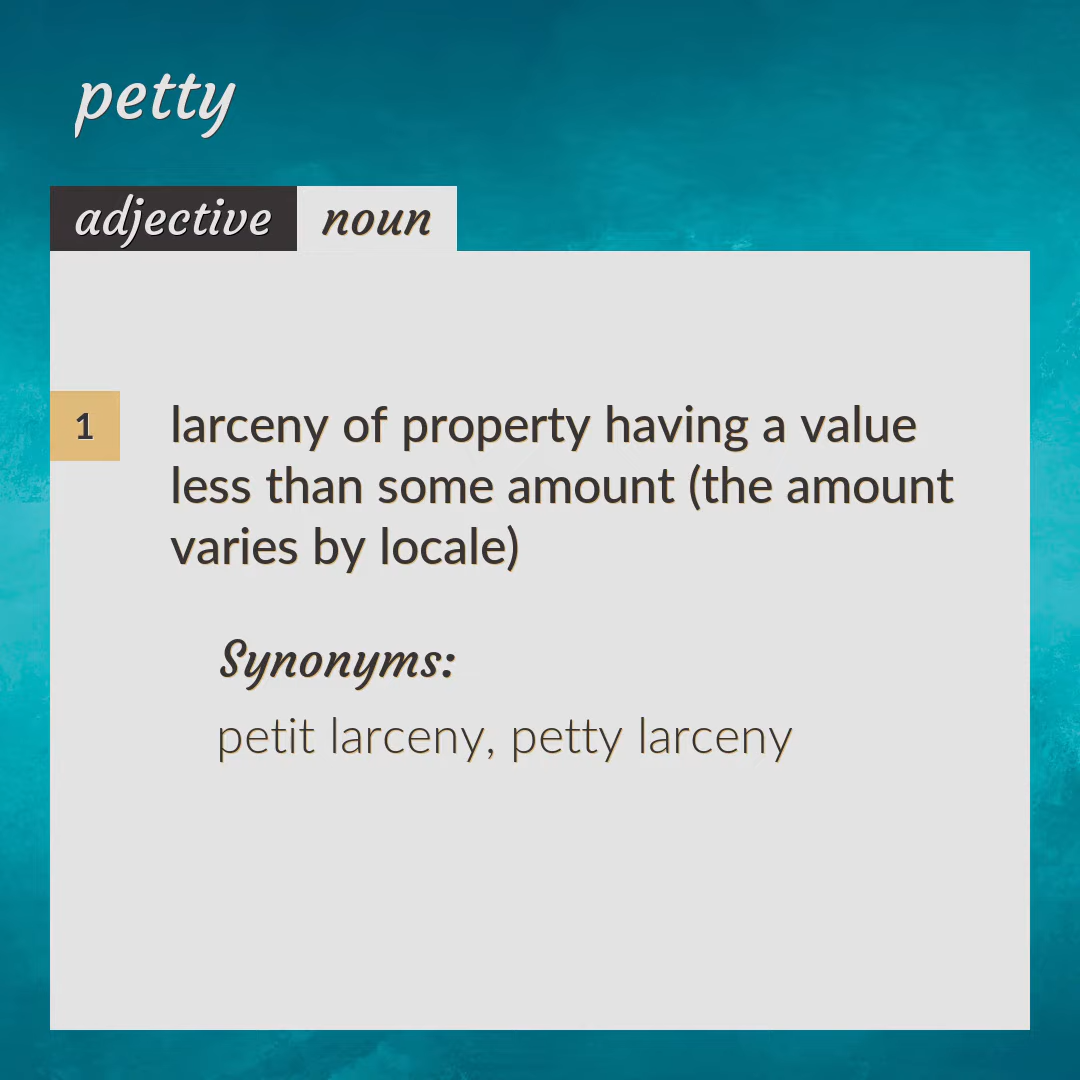 petty
adjective noun
1 larceny of property having a value
less than some amount (the amount
varies by locale)
Synonyms:
petit larceny, petty larceny